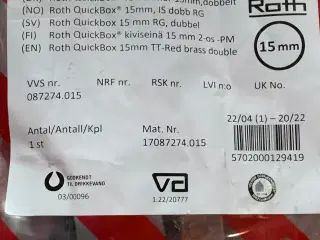 15mm, dobbelt
Roth
(NO) Roth QuickBox® 15mm, IS dobb RG
(SV) Roth QuickBox® 15 mm RG, dubbel
(FI) Roth QuickBox® kiviseinä 15 mm 2-os -PM
(EN) Roth QuickBox® 15mm TT-Red brass double
15 mm
VVS nr. NRF nr. RSK nr. LVI n:o UK No.
087274.015
22/04 (1) – 20/22
Antal/Antall/Kpl Mat. Nr.
1 st 17087274.015
5702000129419
GODKENDT
TIL DRIKKEVAND
03/00096
va
1.22/20777